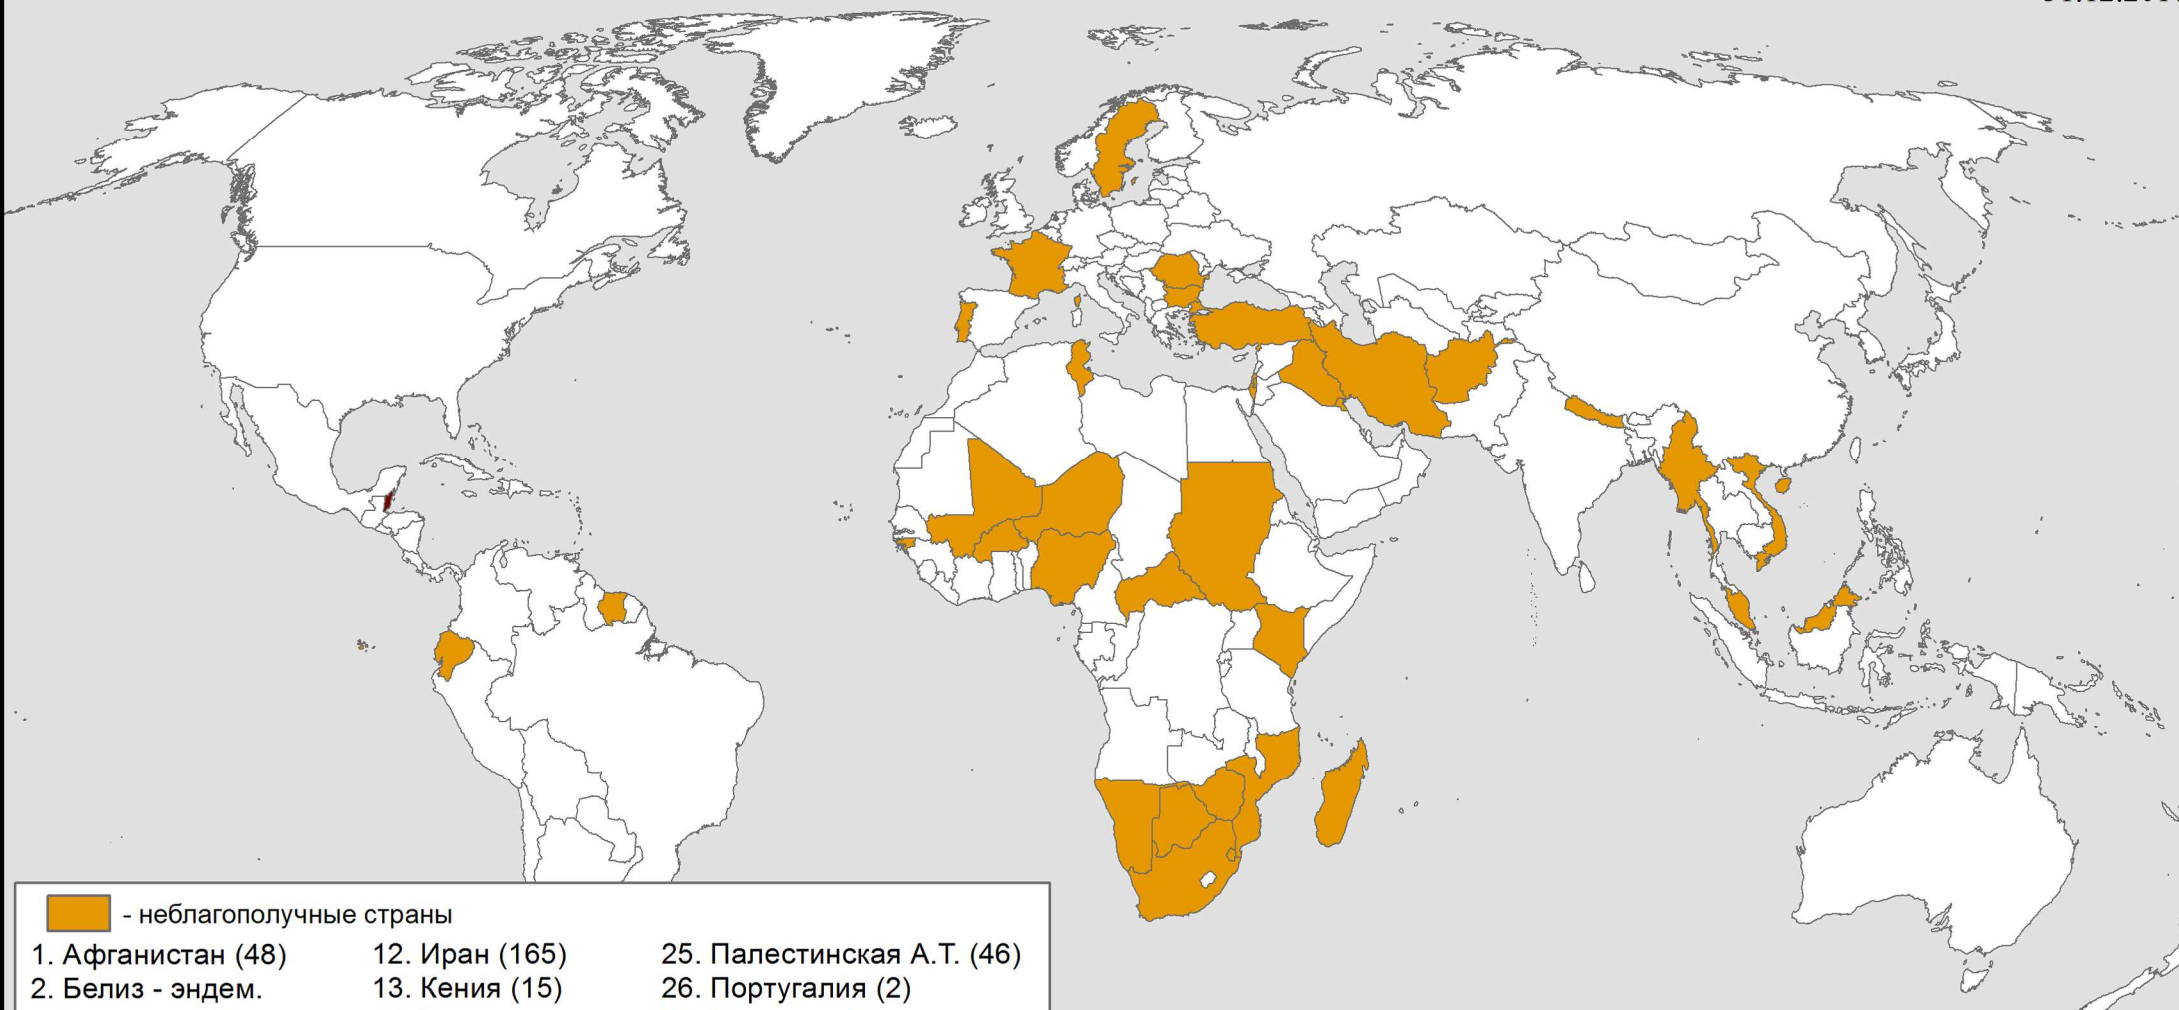 - неблагополучные страны
1. Афганистан (48) 12. Иран (165) 25. Палестинская А.Т. (46)
2. Белиз - эндем. 13. Кения (15) 26. Португалия (2)